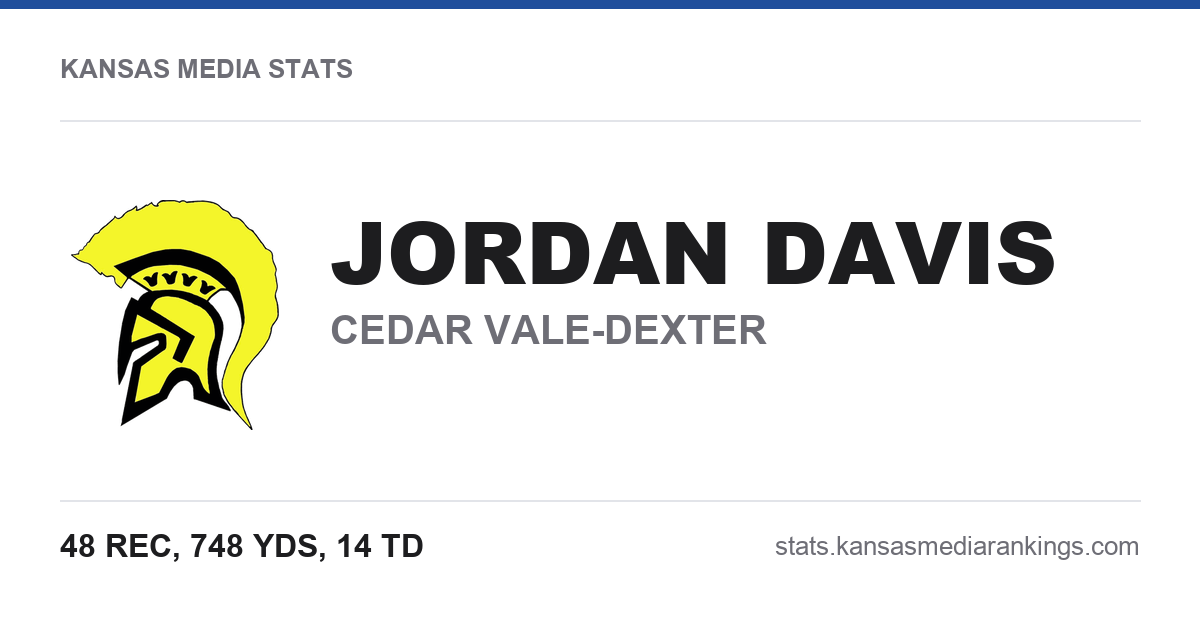 KANSAS MEDIA STATS
JORDAN DAVIS
CEDAR VALE-DEXTER
48 REC, 748 YDS, 14 TD
stats.kansasmediarankings.com